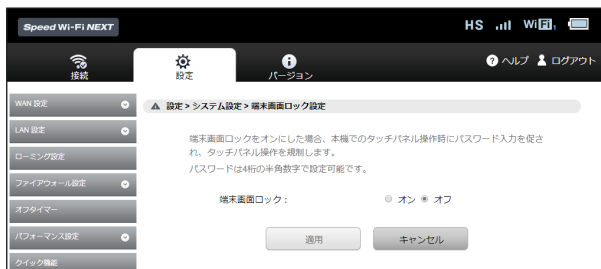 Speed Wi-Fi NEXT
HS WiFi
接続
設定
バージョン
ヘルプ ログアウト
WAN 設定
LAN 設定
ローミング設定
ファイアウォール設定
オフタイマー
パフォーマンス設定
クイック機能
設定 > システム設定 > 端末画面ロック設定
端末画面ロックをオンにした場合、本機でのタッチパネル操作時にパスワード入力を促さ
れ、タッチパネル操作を規制します。
パスワードは4桁の半角数字で設定可能です。
端末画面ロック： オン オフ
適用
キャンセル